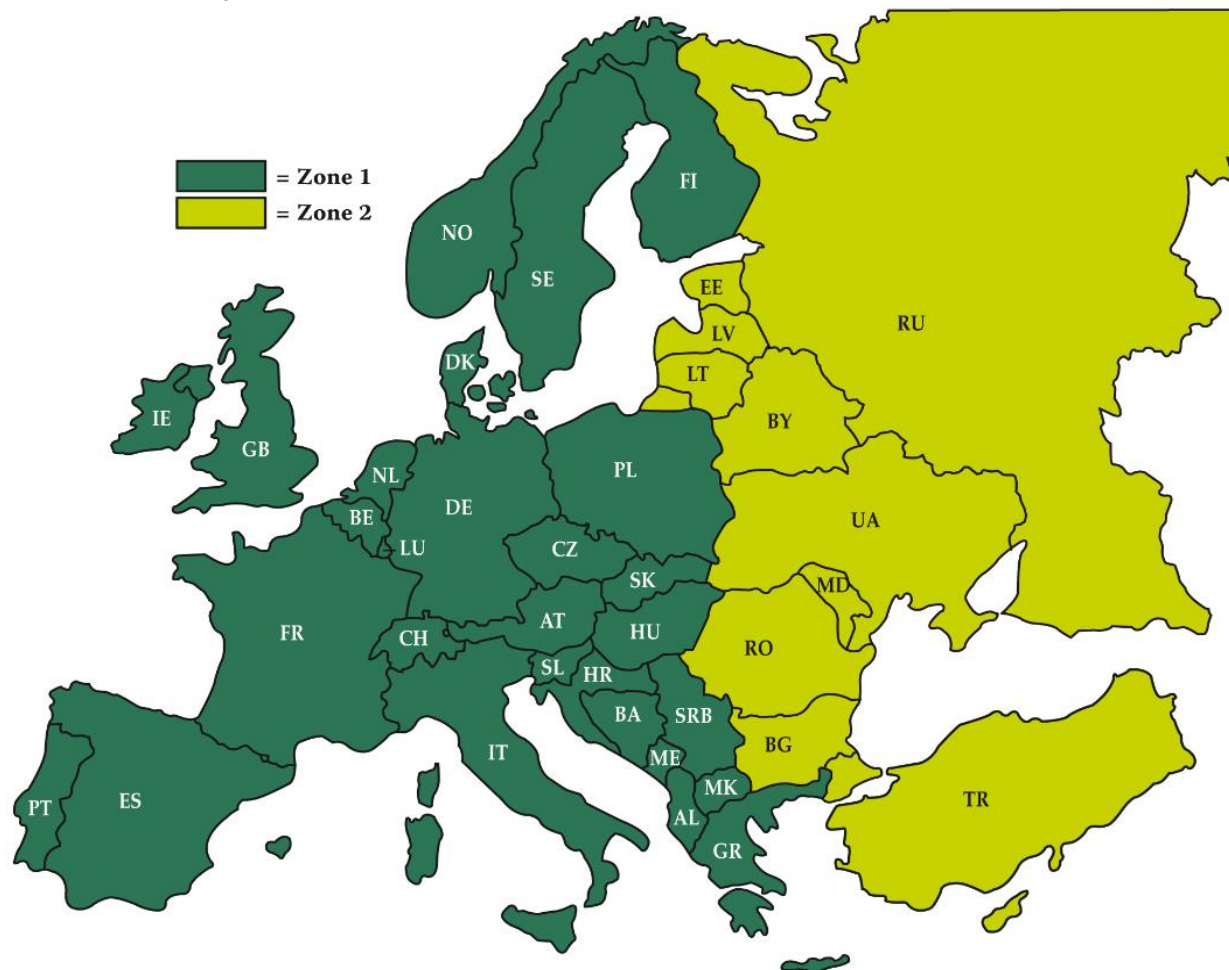 = Zone 1
= Zone 2
FI
NO
SE
EE
RU
LV
DK
LT
IE
BY
GB
PL
NL
DE
BE
UA
LU
CZ
SK
MD
AT
FR
CH
HU
RO
SL
HR
BA
SRB
IT
BG
ME
MK
TR
PT
ES
AL
GR